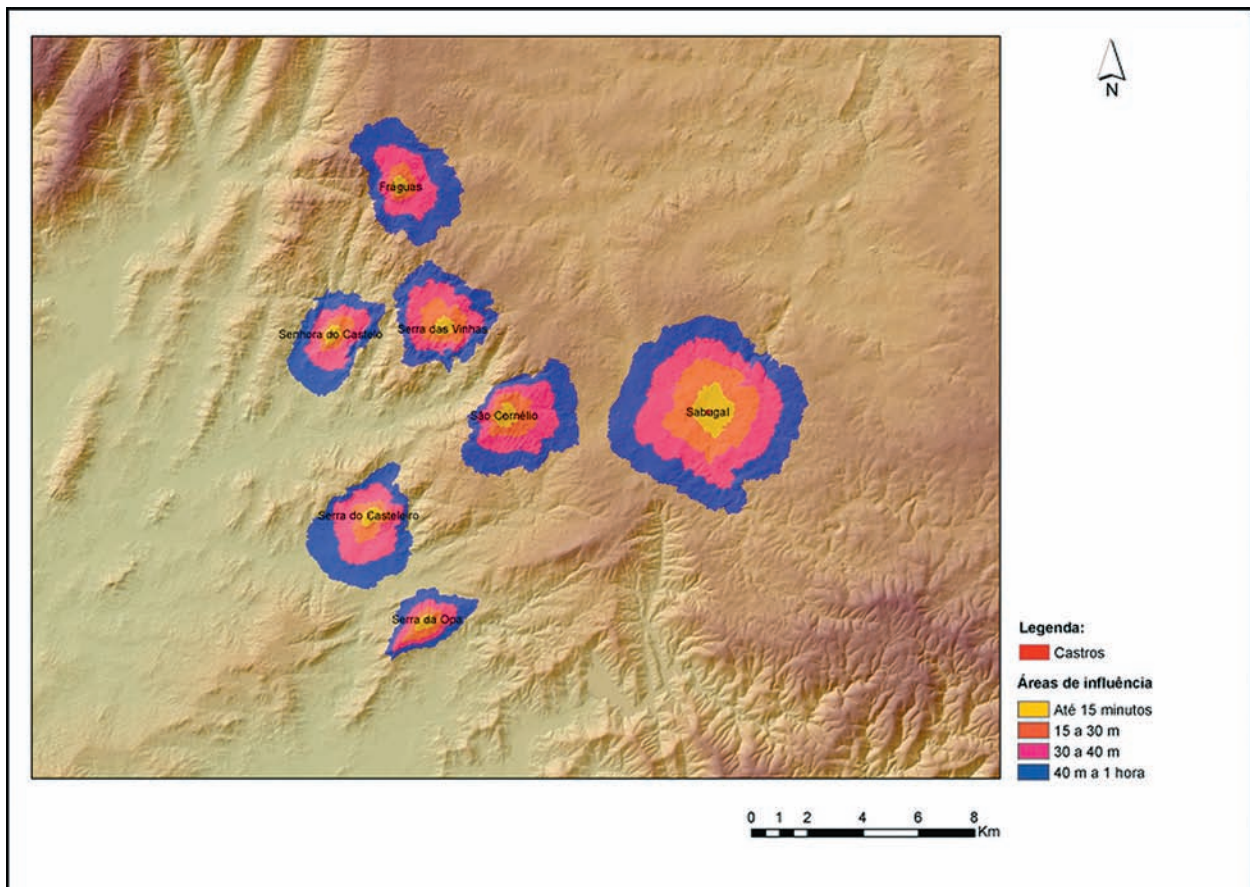 N
Fráguas
Senhora do Castelo
Serra das Vinhas
São Cornélio
Sabugal
Serra do Casteleiro
Serra da Opa
Legenda:
Castros
Áreas de influência
Até 15 minutos
15 a 30 m
30 a 40 m
40 m a 1 hora
0 1 2 4 6 8
Km